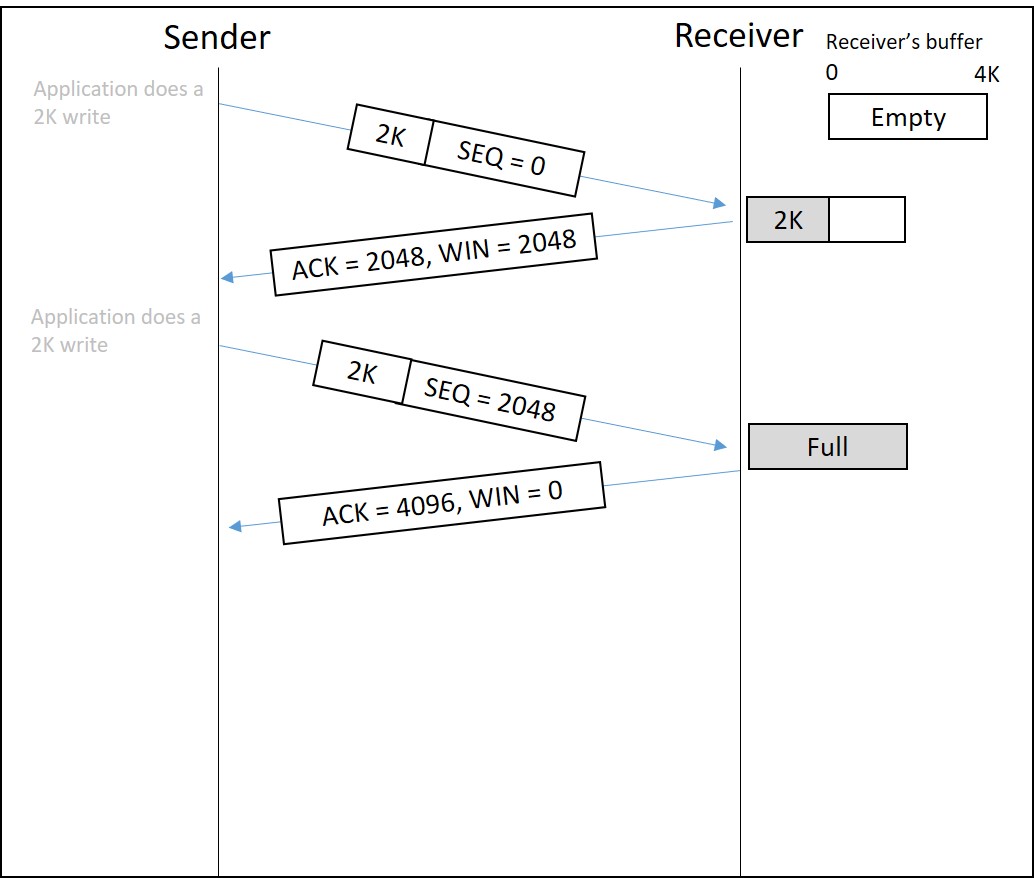 Sender
Receiver
Receiver's buffer
0
4K
Application does a
2K write
Empty
2K
SEQ = 0
2K
ACK = 2048, WIN = 2048
Application does a
2K write
2K
SEQ = 2048
Full
ACK = 4096, WIN = 0